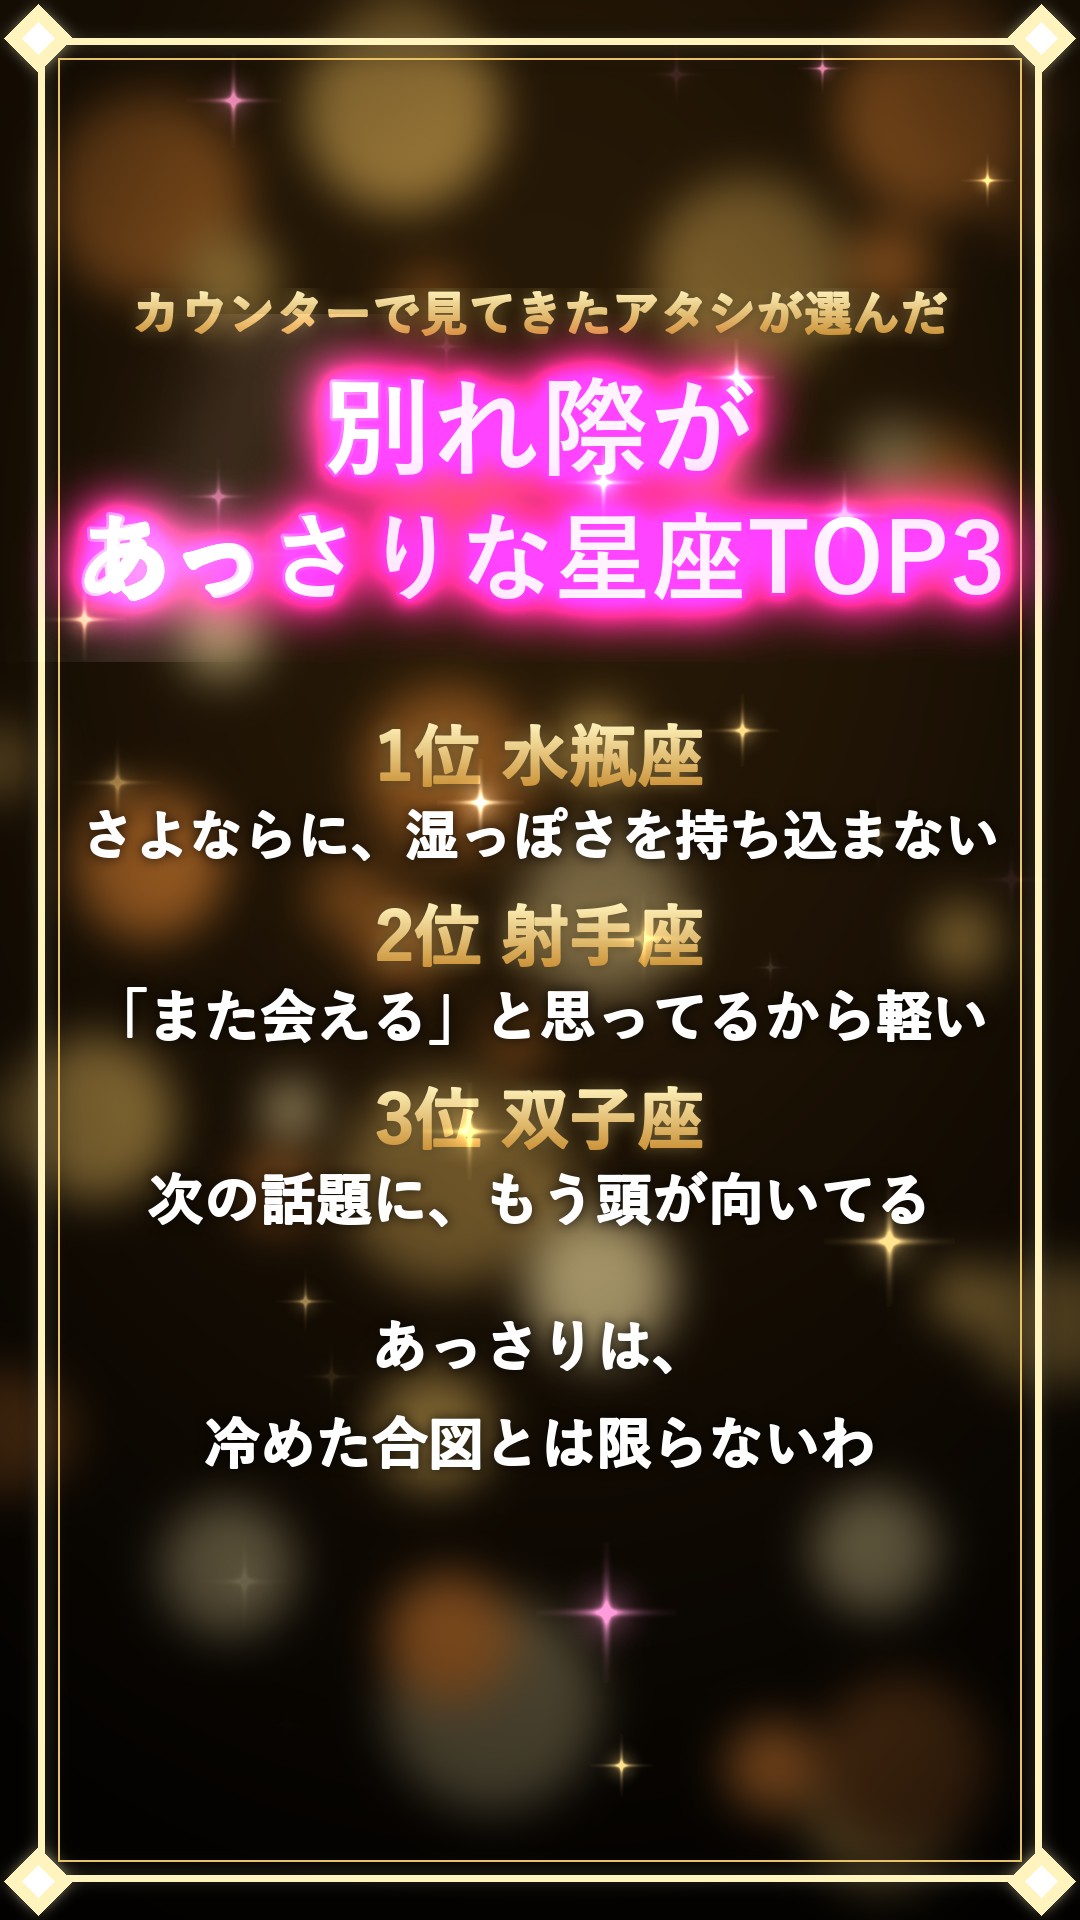 カウンターで見てきたアタシが選んだ
別れ際が
あっさりな星座TOP3
1位 水瓶座
さよならに、湿っぽさを持ち込まない
2位 射手座
「また会える」と思ってるから軽い
3位 双子座
次の話題に、もう頭が向いてる
あっさりは、
冷めた合図とは限らないわ